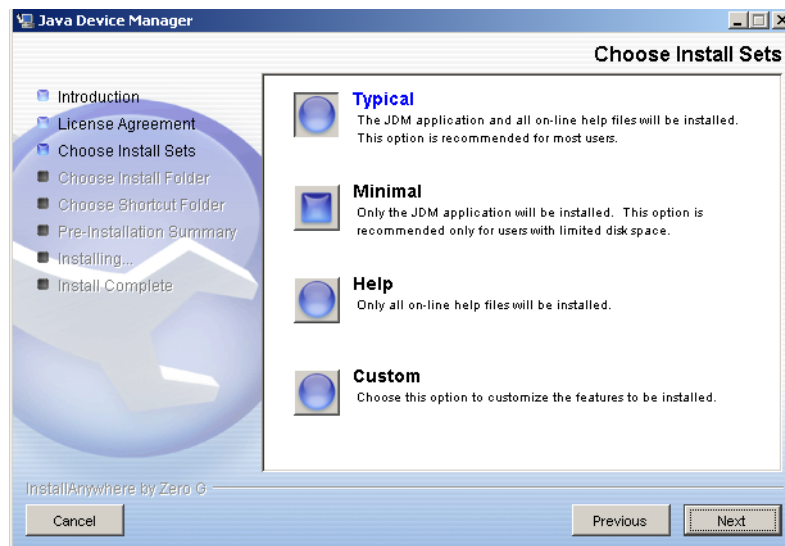 Java Device Manager
Choose Install Sets
Introduction
License Agreement
Choose Install Sets
Choose Install Folder
Choose Shortcut Folder
Pre-Installation Summary
Installing...
Install Complete
Typical
The JDM application and all on-line help files will be installed.
This option is recommended for most users.
Minimal
Only the JDM application will be installed. This option is
recommended only for users with limited disk space.
Help
Only all on-line help files will be installed.
Custom
Choose this option to customize the features to be installed.
InstallAnywhere by Zero G
Cancel
Previous
Next